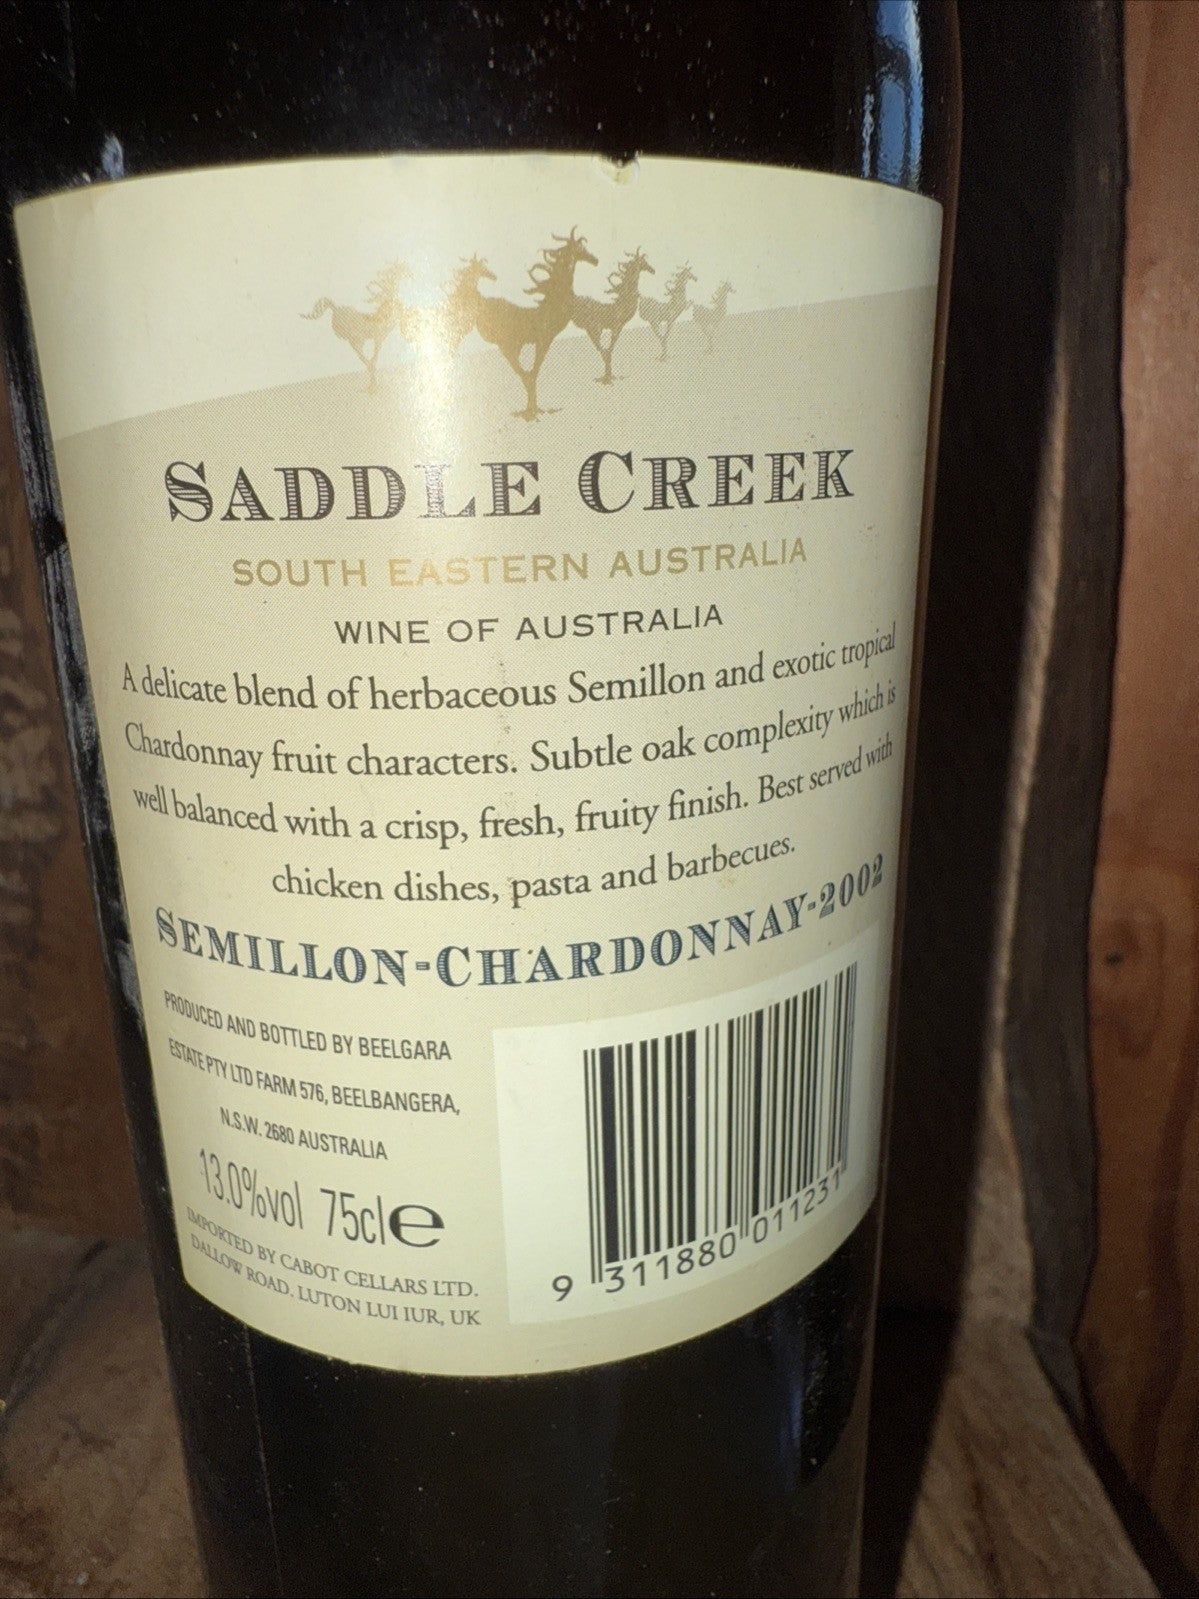 SADDLE CREEK
SOUTH EASTERN AUSTRALIA
WINE OF AUSTRALIA
A delicate blend of herbaceous Semillon and exotic tropical
Chardonnay fruit characters. Subtle oak complexity which is
well balanced with a crisp, fresh, fruity finish. Best served with
chicken dishes, pasta and barbecues.
SEMILLON-CHARDONNAY-2002
PRODUCED AND BOTTLED BY BEELGARA
ESTATE PTY LTD FARM 576, BEELBANGERA,
N.S.W. 2680 AUSTRALIA
13.0%vol 75cl e
IMPORTED BY CABOT CELLARS LTD.
DALLOW ROAD. LUTON LUI IUR, UK
9 311880 011231